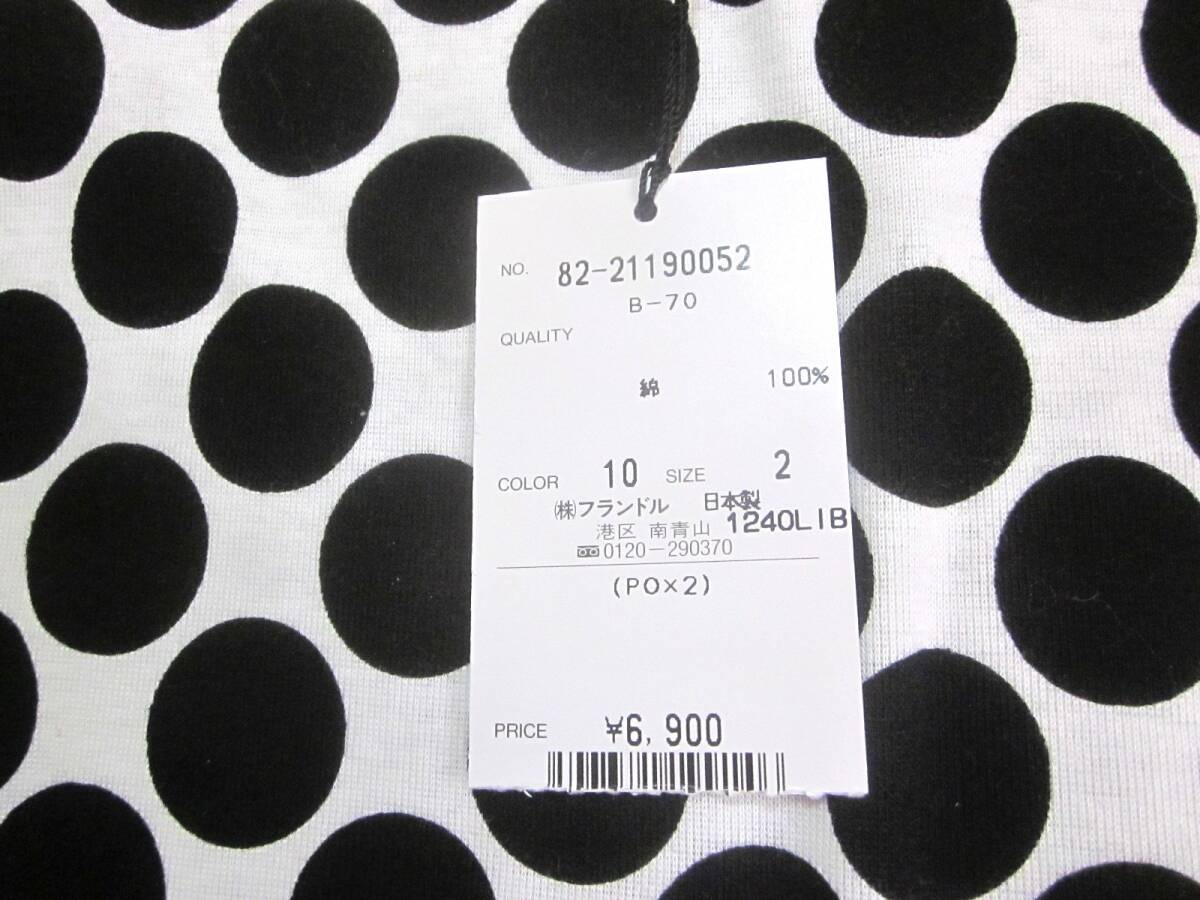 NO. 82-21190052
B-70
QUALITY
綿 100%
COLOR 10 SIZE 2
㈱フランドル 日本製
港区 南青山 1240LIB
0120-290370
(PO×2)
PRICE ¥6,900